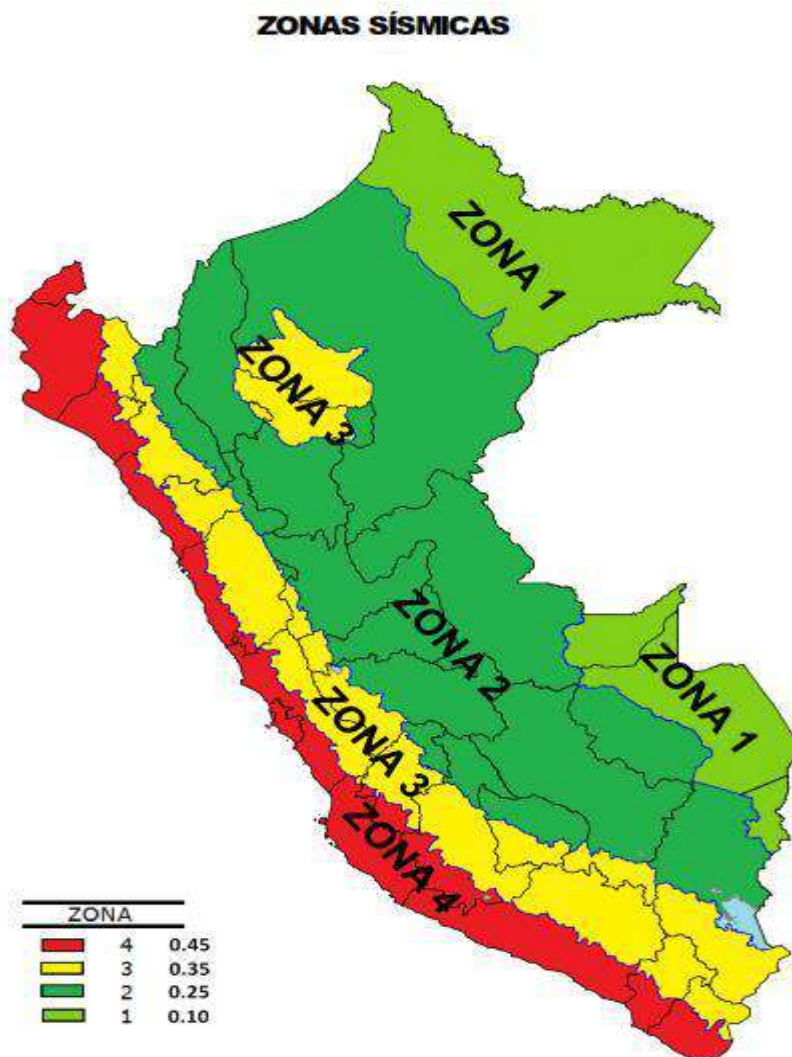 ZONAS SÍSMICAS
ZONA 1
ZONA 3
ZONA 2
ZONA 1
ZONA 3
ZONA 4
ZONA
4 0.45
3 0.35
2 0.25
1 0.10